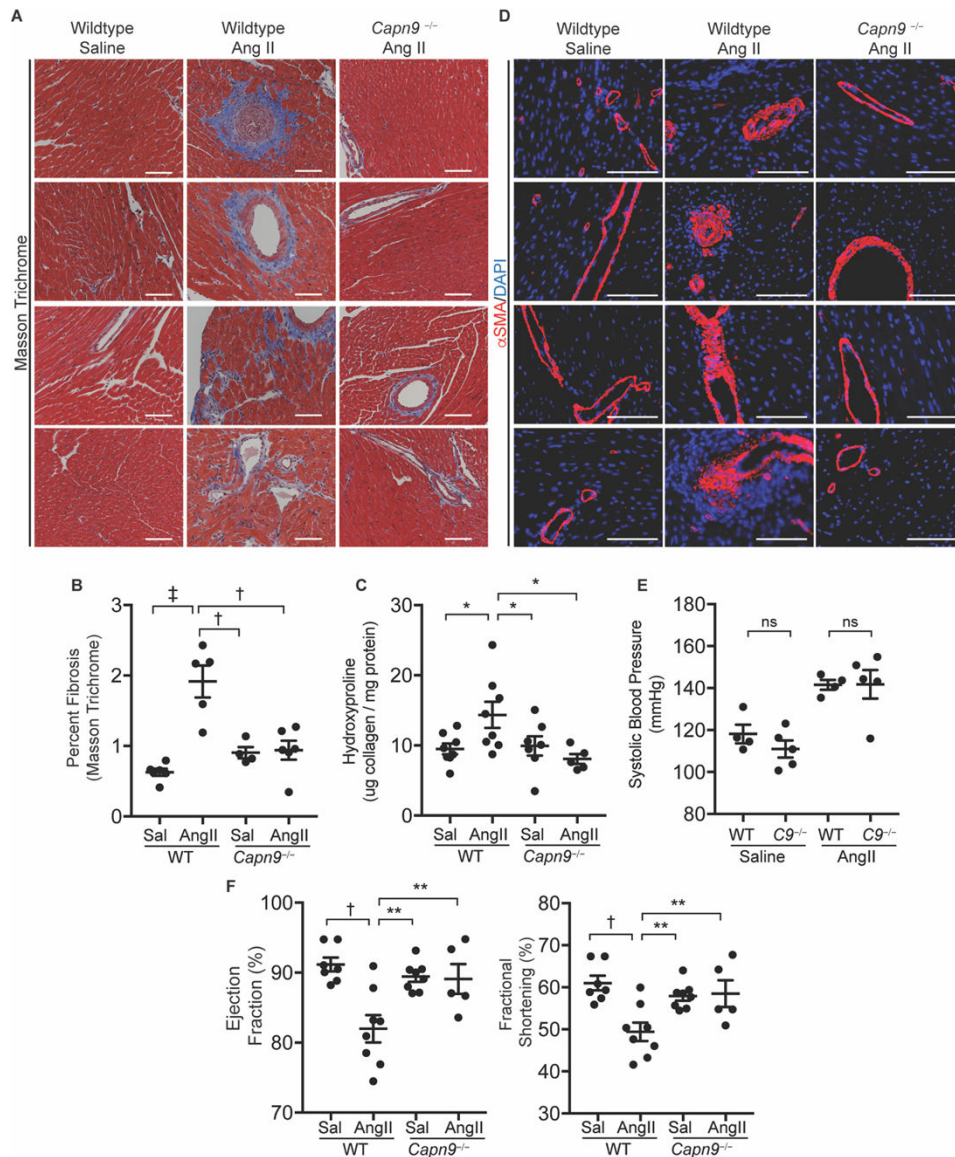 A
Wildtype
Saline
Wildtype
Ang II
Capn9 –/–
Ang II
Masson Trichrome
D
Wildtype
Saline
Wildtype
Ang II
Capn9 –/–
Ang II
αSMA/DAPI
B
Percent Fibrosis
(Masson Trichrome)
3
2
1
0
‡
†
†
Sal AngII Sal AngII
WT Capn9–/–
C
Hydroxyproline
(ug collagen / mg protein)
30
20
10
0
*
*
*
Sal AngII Sal AngII
WT Capn9–/–
E
Systolic Blood Pressure
(mmHg)
180
160
140
120
100
80
ns ns
WT C9–/– WT C9–/–
Saline AngII
F
Ejection
Fraction (%)
100
90
80
70
†
**
**
Sal AngII Sal AngII
WT Capn9–/–
Fractional
Shortening (%)
80
70
60
50
40
30
†
**
**
Sal AngII Sal AngII
WT Capn9–/–